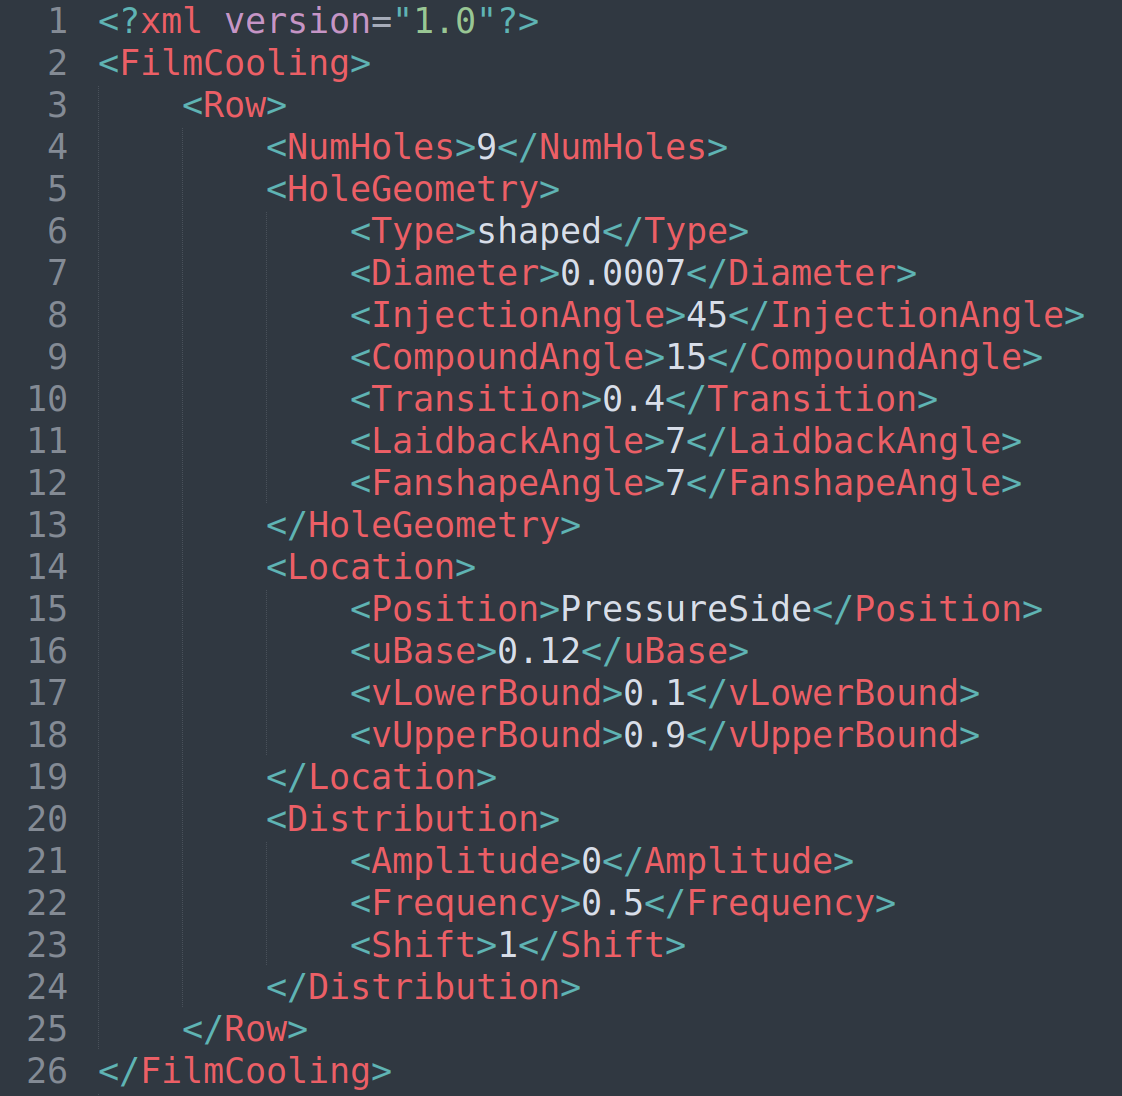 1 <?xml version="1.0"?>
2 <FilmCooling>
3     <Row>
4         <NumHoles>9</NumHoles>
5         <HoleGeometry>
6             <Type>shaped</Type>
7             <Diameter>0.0007</Diameter>
8             <InjectionAngle>45</InjectionAngle>
9             <CompoundAngle>15</CompoundAngle>
10             <Transition>0.4</Transition>
11             <LaidbackAngle>7</LaidbackAngle>
12             <FanshapeAngle>7</FanshapeAngle>
13         </HoleGeometry>
14         <Location>
15             <Position>PressureSide</Position>
16             <uBase>0.12</uBase>
17             <vLowerBound>0.1</vLowerBound>
18             <vUpperBound>0.9</vUpperBound>
19         </Location>
20         <Distribution>
21             <Amplitude>0</Amplitude>
22             <Frequency>0.5</Frequency>
23             <Shift>1</Shift>
24         </Distribution>
25     </Row>
26 </FilmCooling>